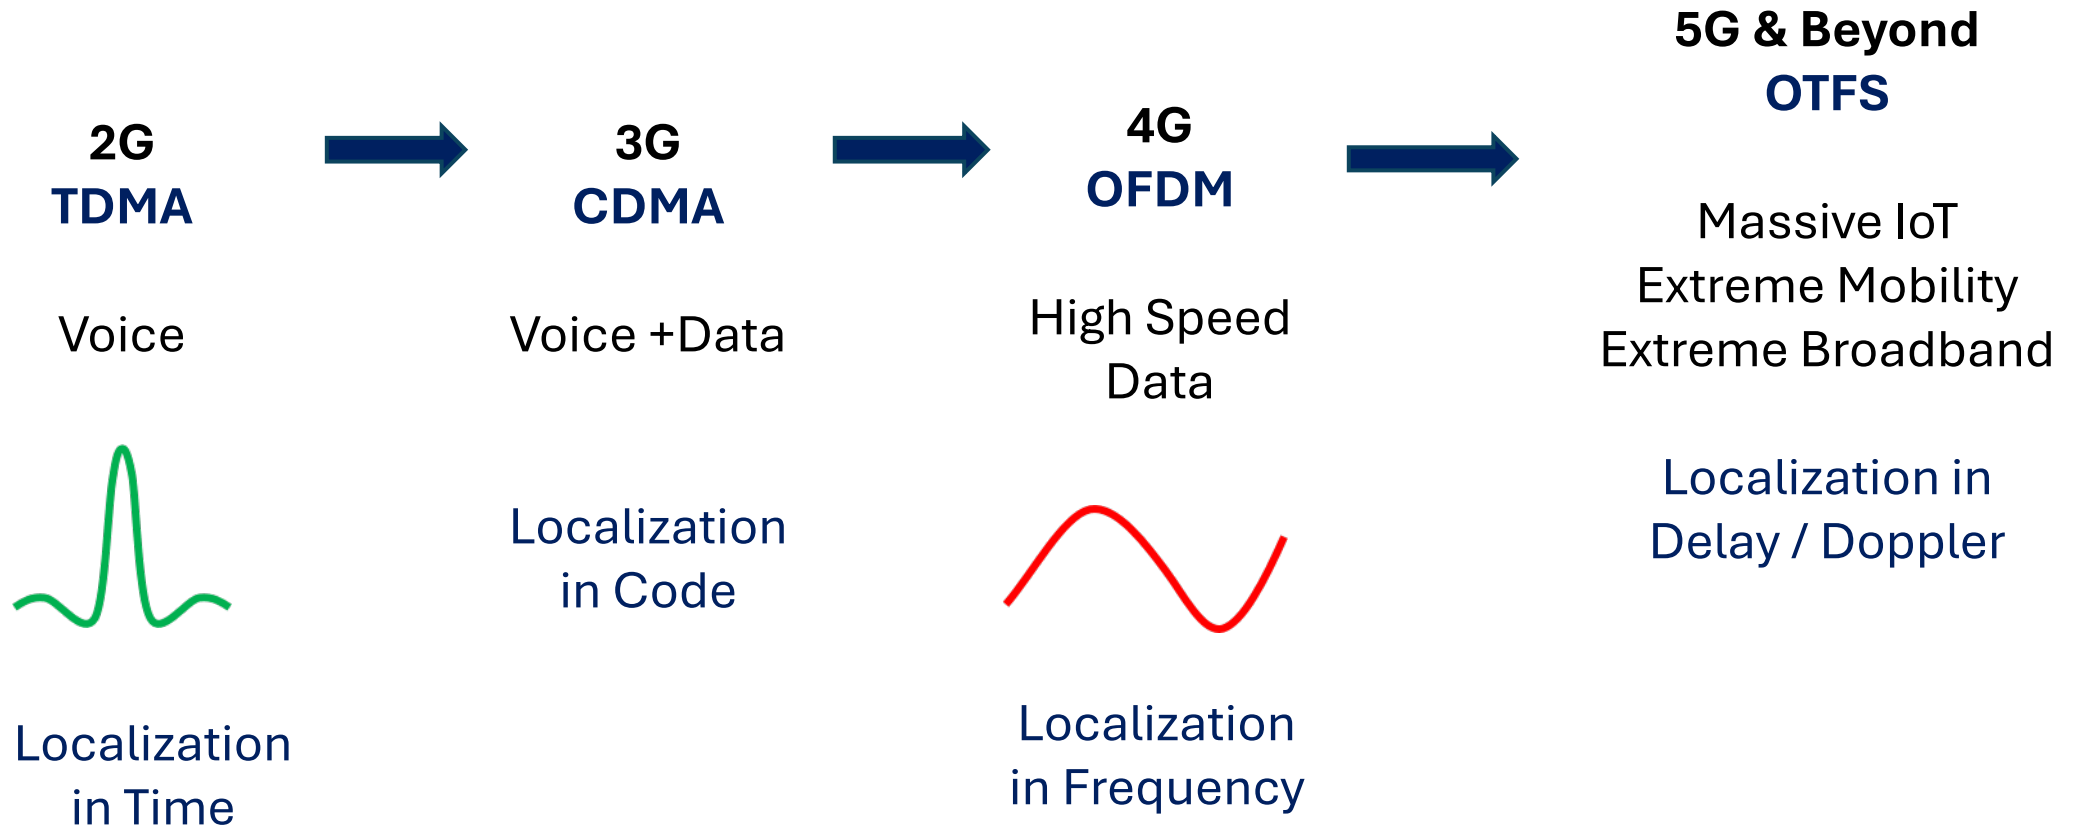 2G
TDMA
Voice
Localization
in Time
3G
CDMA
Voice +Data
Localization
in Code
4G
OFDM
High Speed
Data
Localization
in Frequency
5G & Beyond
OTFS
Massive IoT
Extreme Mobility
Extreme Broadband
Localization in
Delay / Doppler